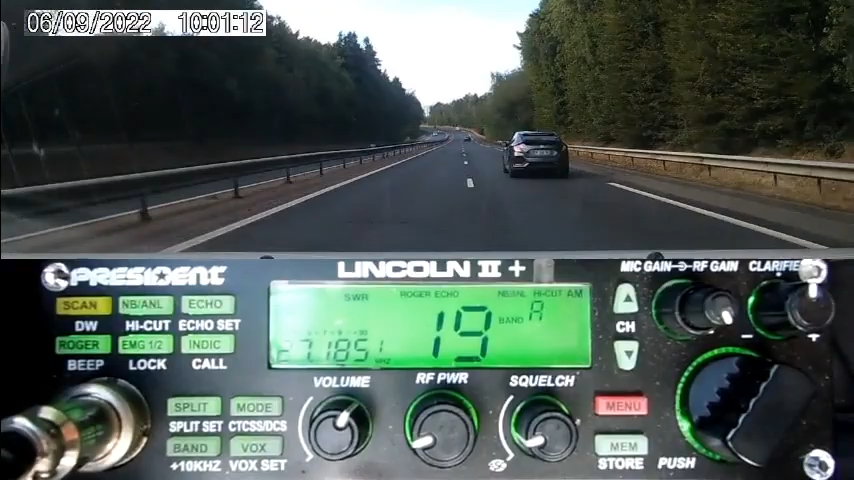 06/09/2022 10:01:12
PRESIDENT
LINCOLN II +
MIC GAIN RF GAIN CLARIFIER
SCAN NB/ANL ECHO
DW HI-CUT ECHO SET
ROGER EMG 1/2 INDIC
BEEP LOCK CALL
SWR ROGER ECHO NB/ANL HI-CUT AM
19 BAND A
27.1851 MHZ
CH
- +
VOLUME RF PWR SQUELCH
SPLIT MODE
SPLIT SET CTCSS/DCS
BAND VOX
+10KHZ VOX SET
MENU
MEM
STORE
PUSH